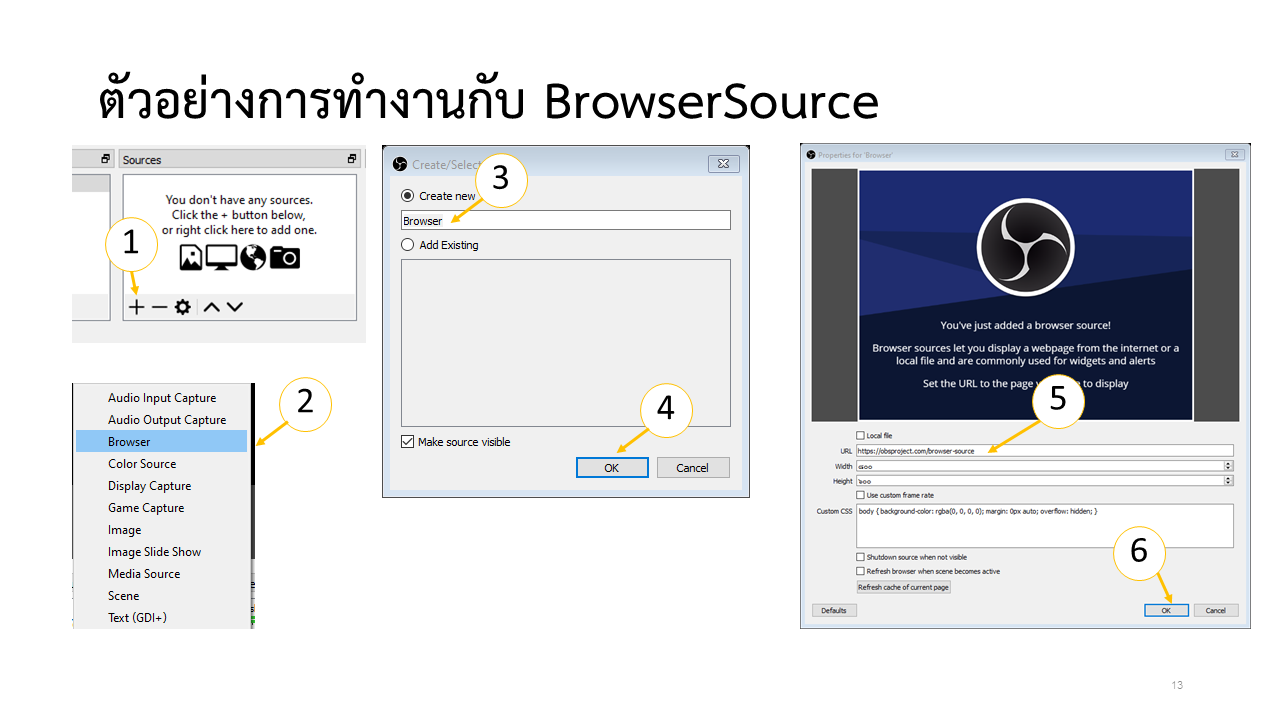 ตัวอย่างการทำงานกับ BrowserSource
Sources
You don't have any sources.
Click the + button below,
or right click here to add one.
1
Audio Input Capture
Audio Output Capture
Browser
Color Source
Display Capture
Game Capture
Image
Image Slide Show
Media Source
Scene
Text (GDI+)
2
Create/Select
3
Create new
Browser
Add Existing
4
Make source visible
OK
Cancel
Properties for 'Browser'
You've just added a browser source!
Browser sources let you display a webpage from the internet or a
local file and are commonly used for widgets and alerts
Set the URL to the page to display
5
Local file
URL https://obsproject.com/browser-source
Width ๘๐๐
Height ๖๐๐
Use custom frame rate
Custom CSS body { background-color: rgba(0, 0, 0, 0); margin: 0px auto; overflow: hidden; }
6
Shutdown source when not visible
Refresh browser when scene becomes active
Refresh cache of current page
Defaults
OK
Cancel
13